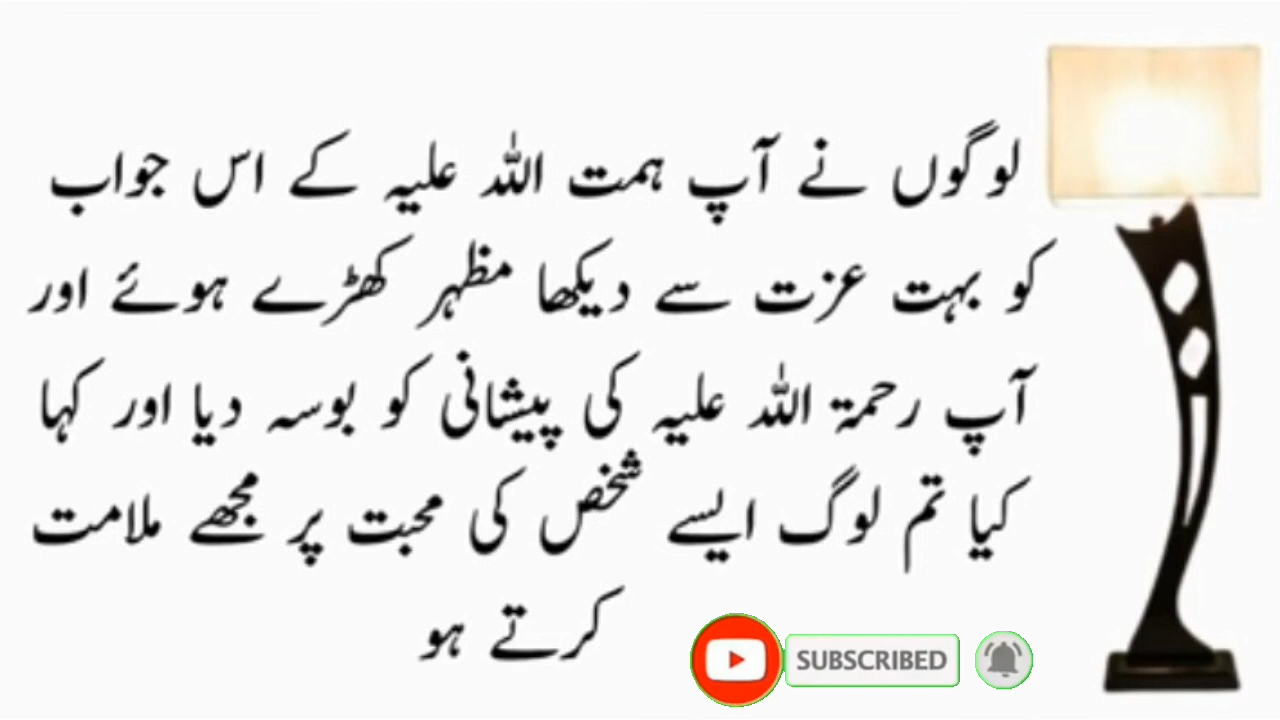 لوگوں نے آپ ہمت اللہ علیہ کے اس جواب
کو بہت عزت سے دیکھا مظہر کھڑے ہوئے اور
آپ رحمۃ اللہ علیہ کی پیشانی کو بوسہ دیا اور کہا
کیا تم لوگ ایسے شخص کی محبت پر مجھے ملامت
کرتے ہو
SUBSCRIBED